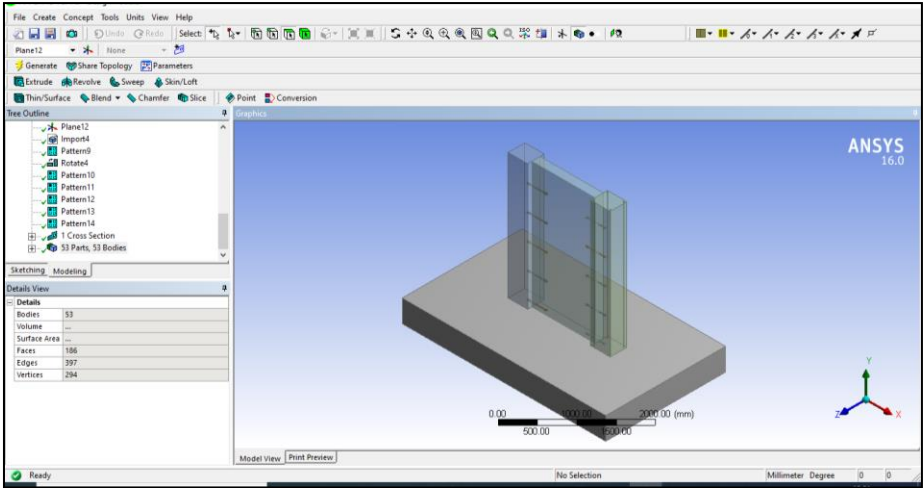 File Create Concept Tools Units View Help
Undo Redo Select:
Plane12 None
Generate Share Topology Parameters
Extrude Revolve Sweep Skin/Loft
Thin/Surface Blend Chamfer Slice Point Conversion
Tree Outline
Plane12
Import4
Pattern9
Rotate4
Pattern10
Pattern11
Pattern12
Pattern13
Pattern14
1 Cross Section
53 Parts, 53 Bodies
Sketching Modeling
Details View
Details
Bodies 53
Volume ...
Surface Area ...
Faces 186
Edges 397
Vertices 294
Graphics
ANSYS
16.0
0.00 1000.00 2000.00 (mm)
500.00 1500.00
Y
Z X
Model View Print Preview
Ready No Selection Millimeter Degree 0 0